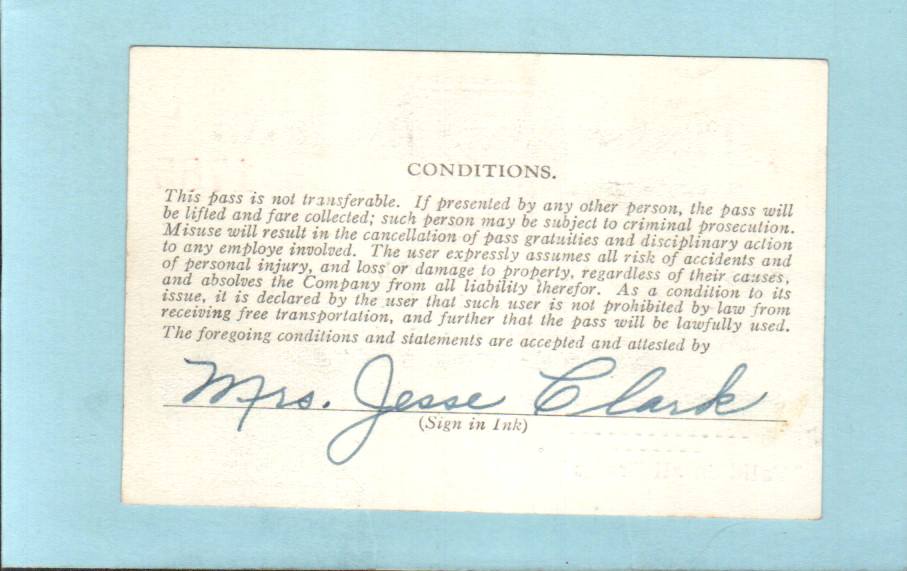 CONDITIONS.
This pass is not transferable. If presented by any other person, the pass will
be lifted and fare collected; such person may be subject to criminal prosecution.
Misuse will result in the cancellation of pass gratuities and disciplinary action
to any employe involved. The user expressly assumes all risk of accidents and
of personal injury, and loss or damage to property, regardless of their causes,
and absolves the Company from all liability therefor. As a condition to its
issue, it is declared by the user that such user is not prohibited by law from
receiving free transportation, and further that the pass will be lawfully used.
The foregoing conditions and statements are accepted and attested by
Mrs. Jesse Clark
(Sign in Ink)